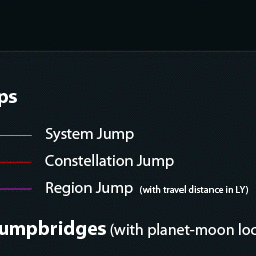 ps
System Jump
Constellation Jump
Region Jump (with travel distance in LY)
umpbridges (with planet-moon loc